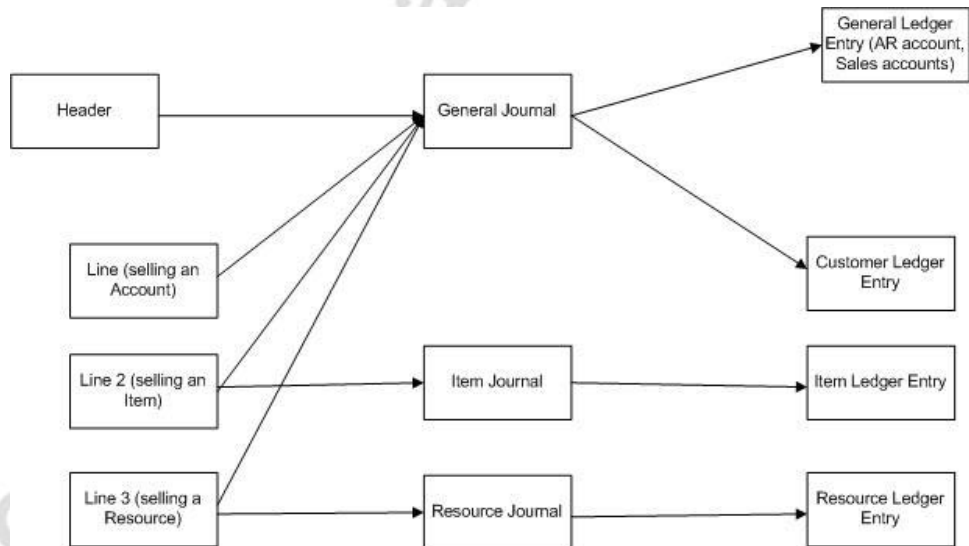 General Ledger
Entry (AR account,
Sales accounts)
Header
General Journal
Line (selling an
Account)
Customer Ledger
Entry
Line 2 (selling an
Item)
Item Journal
Item Ledger Entry
Line 3 (selling a
Resource)
Resource Journal
Resource Ledger
Entry